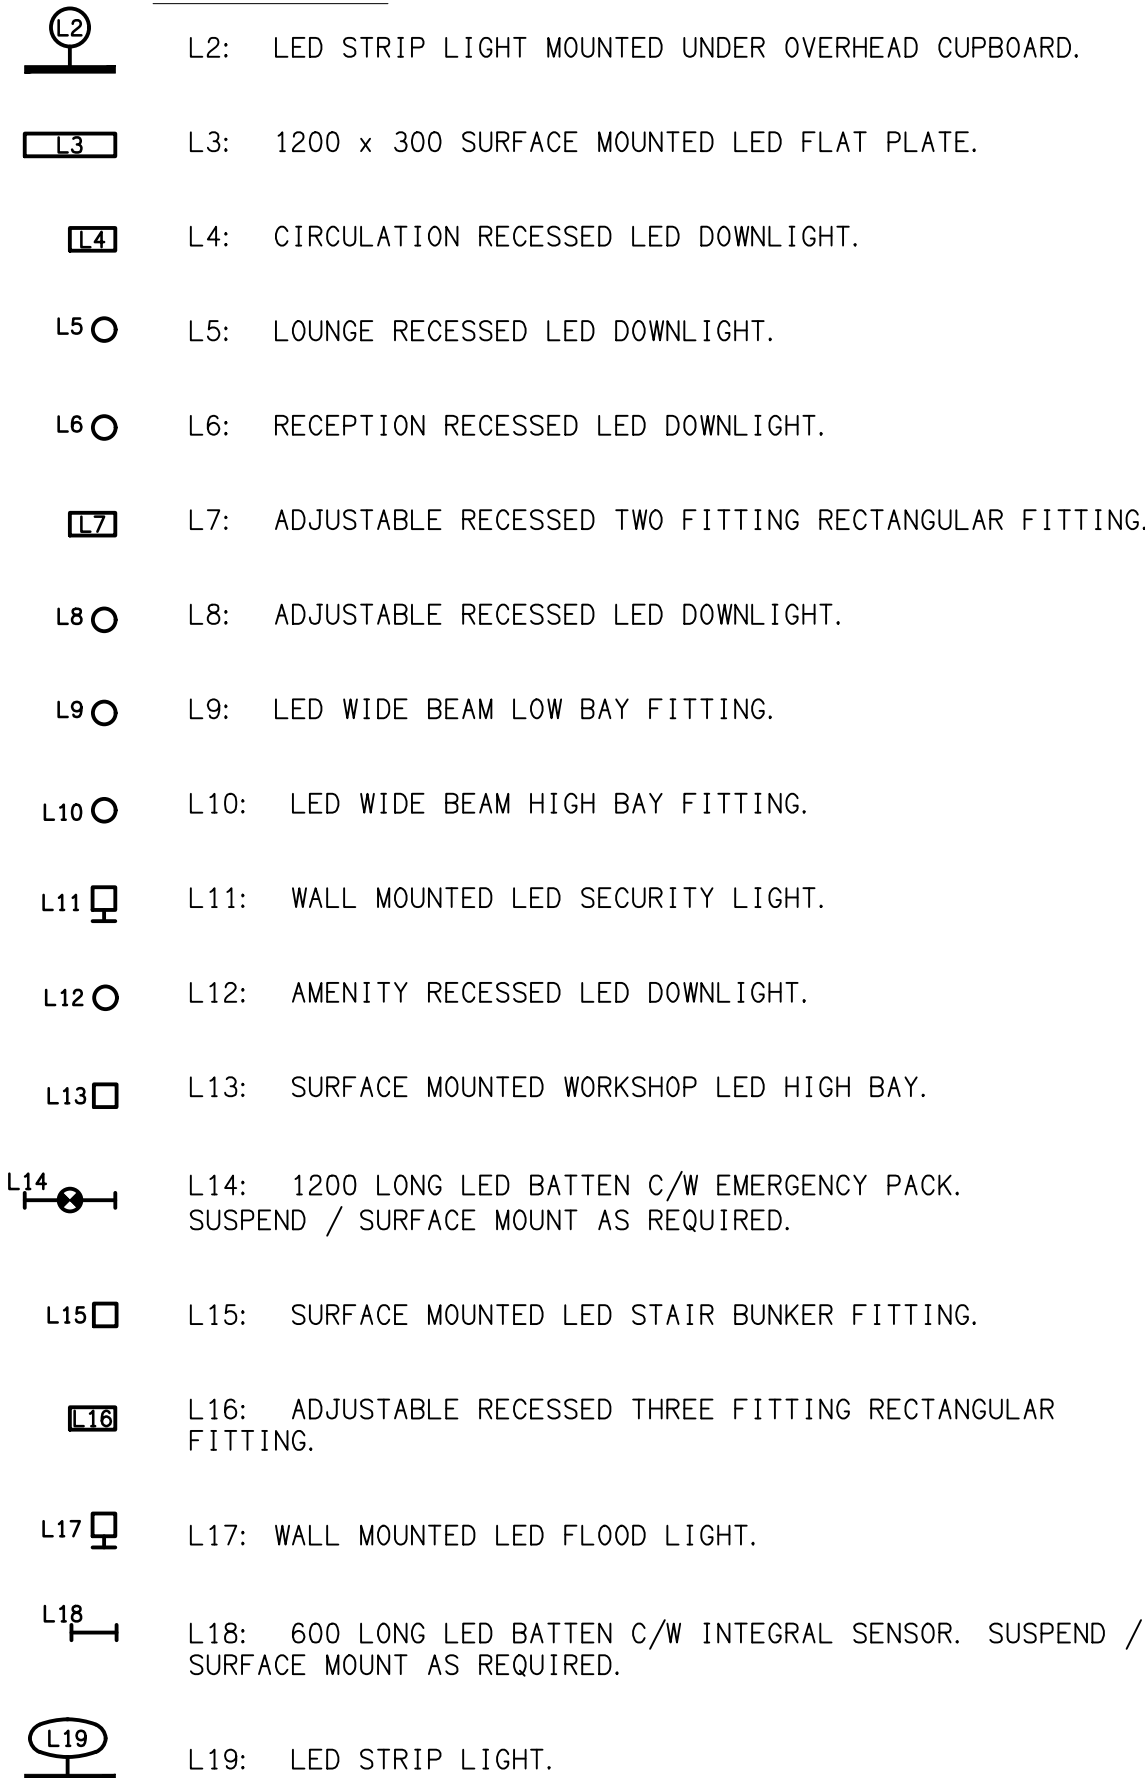 L2
L2: LED STRIP LIGHT MOUNTED UNDER OVERHEAD CUPBOARD.
L3
L3: 1200 x 300 SURFACE MOUNTED LED FLAT PLATE.
L4
L4: CIRCULATION RECESSED LED DOWNLIGHT.
L5
L5: LOUNGE RECESSED LED DOWNLIGHT.
L6
L6: RECEPTION RECESSED LED DOWNLIGHT.
L7
L7: ADJUSTABLE RECESSED TWO FITTING RECTANGULAR FITTING.
L8
L8: ADJUSTABLE RECESSED LED DOWNLIGHT.
L9
L9: LED WIDE BEAM LOW BAY FITTING.
L10
L10: LED WIDE BEAM HIGH BAY FITTING.
L11
L11: WALL MOUNTED LED SECURITY LIGHT.
L12
L12: AMENITY RECESSED LED DOWNLIGHT.
L13
L13: SURFACE MOUNTED WORKSHOP LED HIGH BAY.
L14
L14: 1200 LONG LED BATTEN C/W EMERGENCY PACK.
SUSPEND / SURFACE MOUNT AS REQUIRED.
L15
L15: SURFACE MOUNTED LED STAIR BUNKER FITTING.
L16
L16: ADJUSTABLE RECESSED THREE FITTING RECTANGULAR
FITTING.
L17
L17: WALL MOUNTED LED FLOOD LIGHT.
L18
L18: 600 LONG LED BATTEN C/W INTEGRAL SENSOR. SUSPEND /
SURFACE MOUNT AS REQUIRED.
L19
L19: LED STRIP LIGHT.